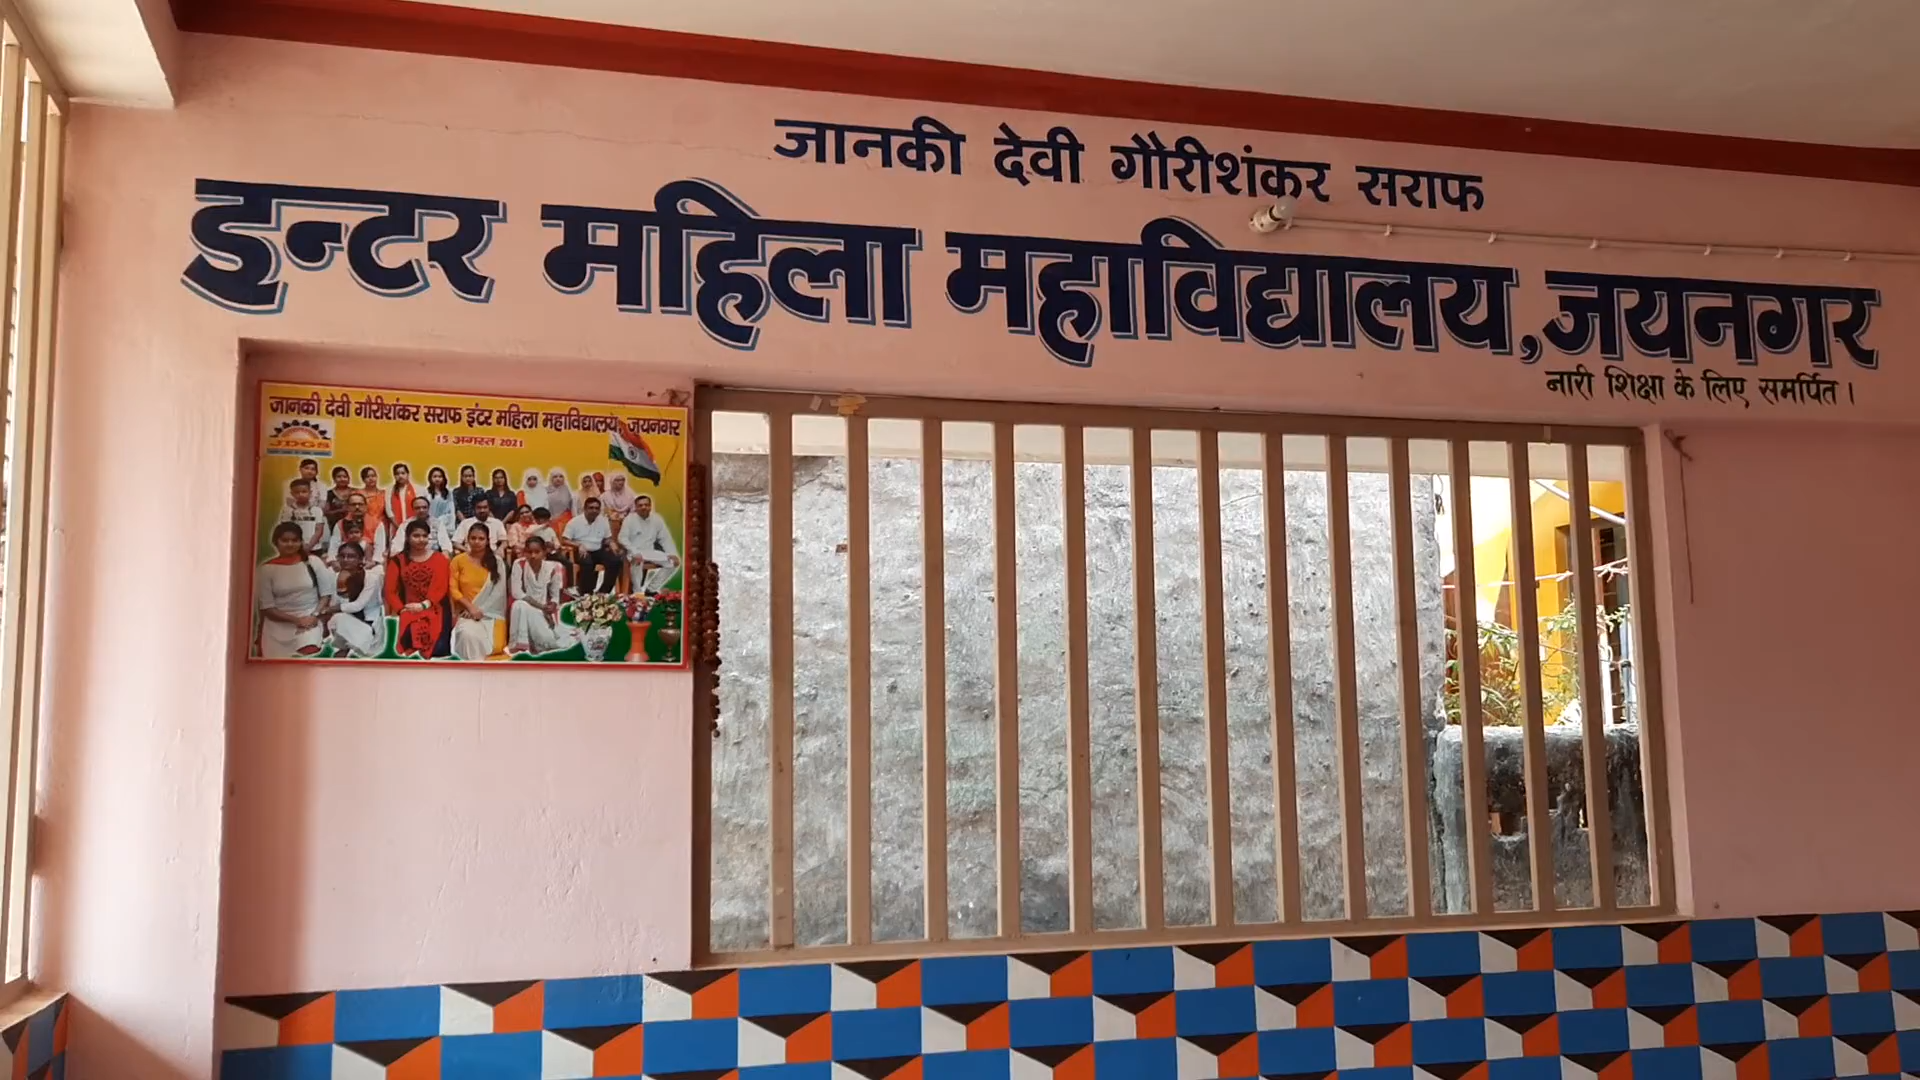 जानकी देवी गौरीशंकर सराफ
इन्टर महिला महाविद्यालय, जयनगर
नारी शिक्षा के लिए समर्पित।
जानकी देवी गौरीशंकर सराफ इंटर महिला महाविद्यालय, जयनगर
15 अगस्त 2021
JDGS